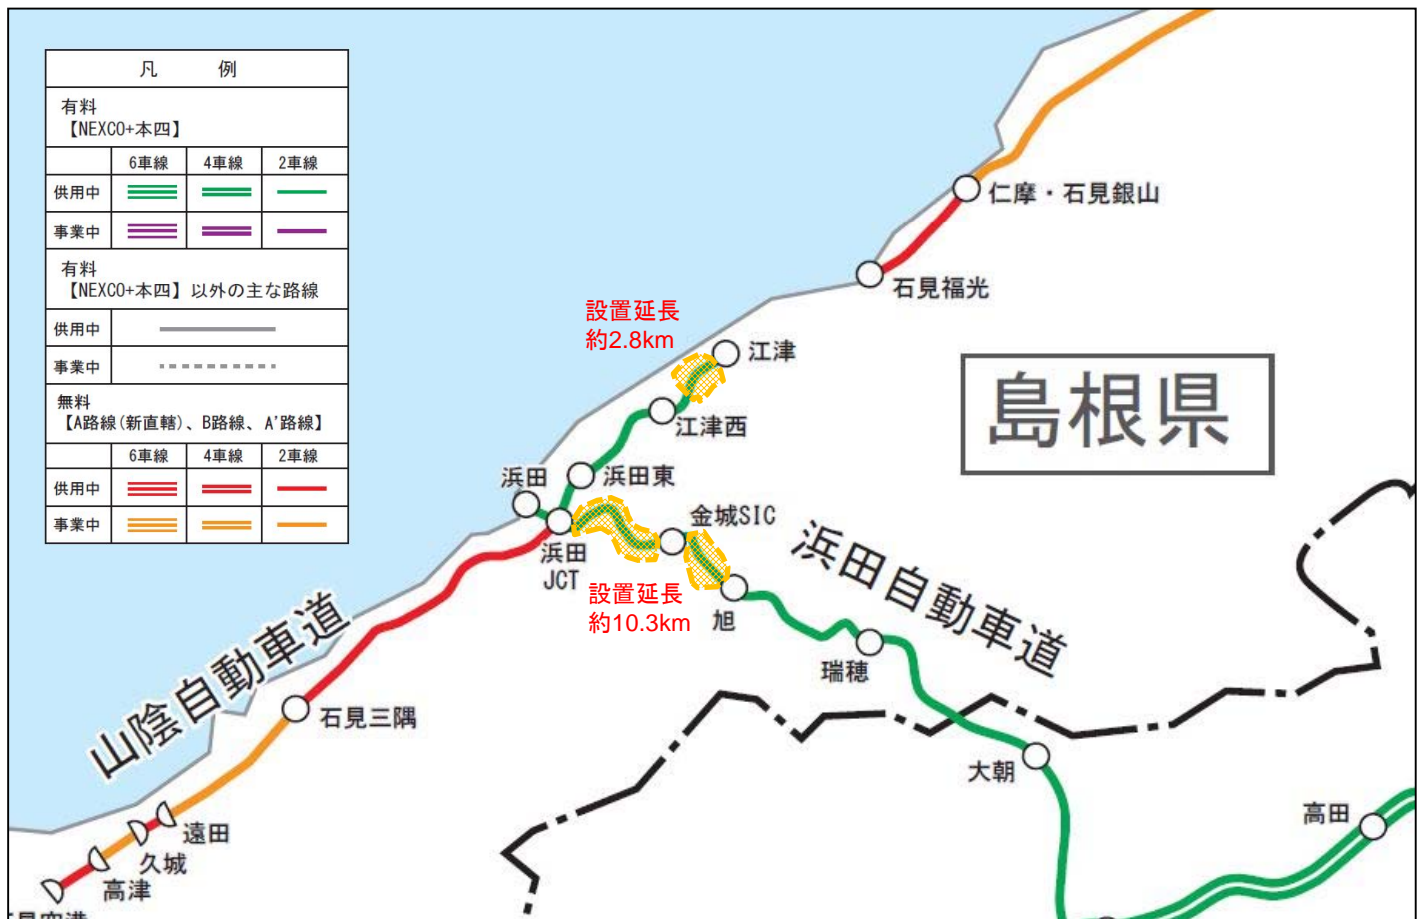 凡 例
有料
【NEXCO+本四】
6車線 4車線 2車線
供用中
事業中
有料
【NEXCO+本四】以外の主な路線
供用中
事業中
無料
【A路線(新直轄)、B路線、A'路線】
6車線 4車線 2車線
供用中
事業中
仁摩・石見銀山
石見福光
設置延長
約2.8km
江津
島根県
江津西
浜田
浜田東
金城SIC
浜田自動車道
浜田
JCT
設置延長
約10.3km
旭
瑞穂
山陰自動車道
石見三隅
大朝
高田
遠田
久城
高津